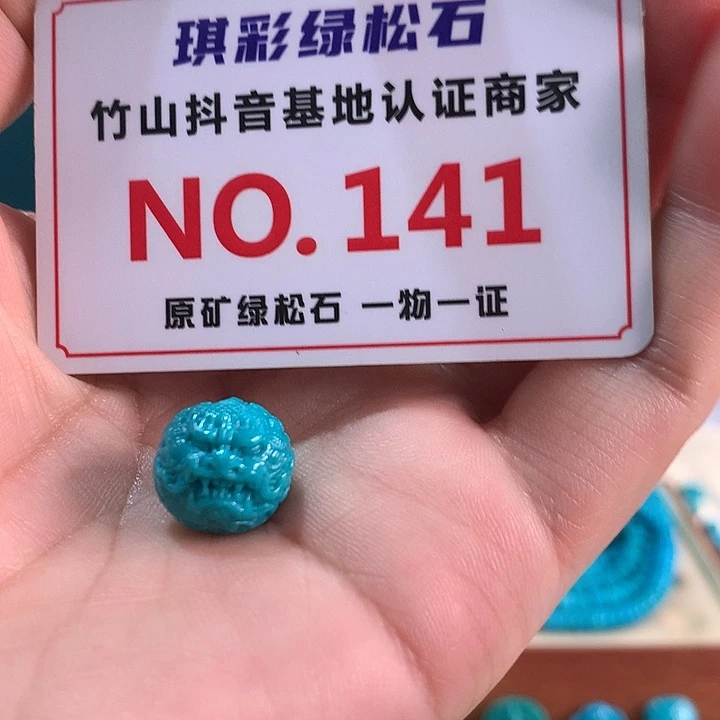 琪彩绿松石
竹山抖音基地认证商家
NO.141
原矿绿松石 一物一证